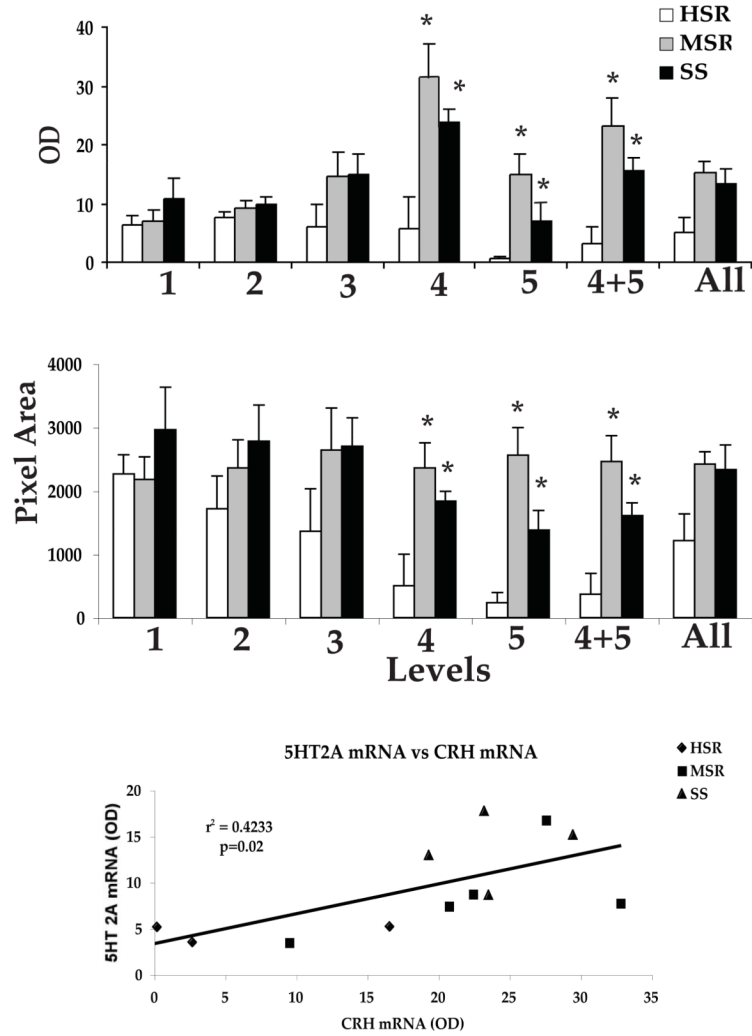 HSR
MSR
SS
OD
40
30
20
10
0
* * * * * *
1 2 3 4 5 4+5 All
Pixel Area
4000
3000
2000
1000
0
* * * * * *
1 2 3 4 5 4+5 All
Levels
5HT2A mRNA vs CRH mRNA
HSR
MSR
SS
r² = 0.4233
p=0.02
5HT 2A mRNA (OD)
20
15
10
5
0
0 5 10 15 20 25 30 35
CRH mRNA (OD)